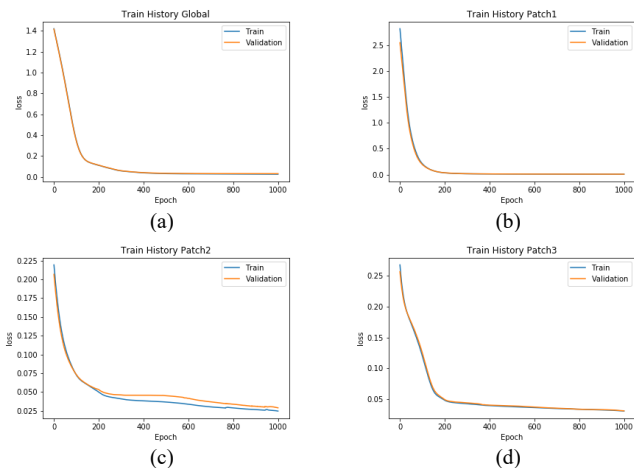 Train History Global
Train
Validation
loss
1.4
1.2
1.0
0.8
0.6
0.4
0.2
0.0
0 200 400 600 800 1000
Epoch
(a)
Train History Patch1
Train
Validation
loss
2.5
2.0
1.5
1.0
0.5
0.0
0 200 400 600 800 1000
Epoch
(b)
Train History Patch2
Train
Validation
loss
0.225
0.200
0.175
0.150
0.125
0.100
0.075
0.050
0.025
0 200 400 600 800 1000
Epoch
(c)
Train History Patch3
Train
Validation
loss
0.25
0.20
0.15
0.10
0.05
0 200 400 600 800 1000
Epoch
(d)